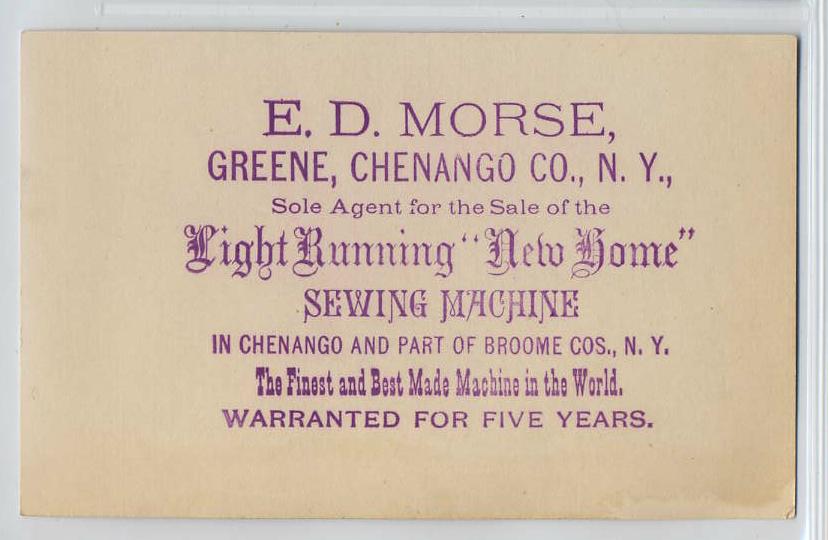 E. D. MORSE,
GREENE, CHENANGO CO., N. Y.,
Sole Agent for the Sale of the
Light Running "New Home"
SEWING MACHINE
IN CHENANGO AND PART OF BROOME COS., N. Y.
The Finest and Best Made Machine in the World.
WARRANTED FOR FIVE YEARS.